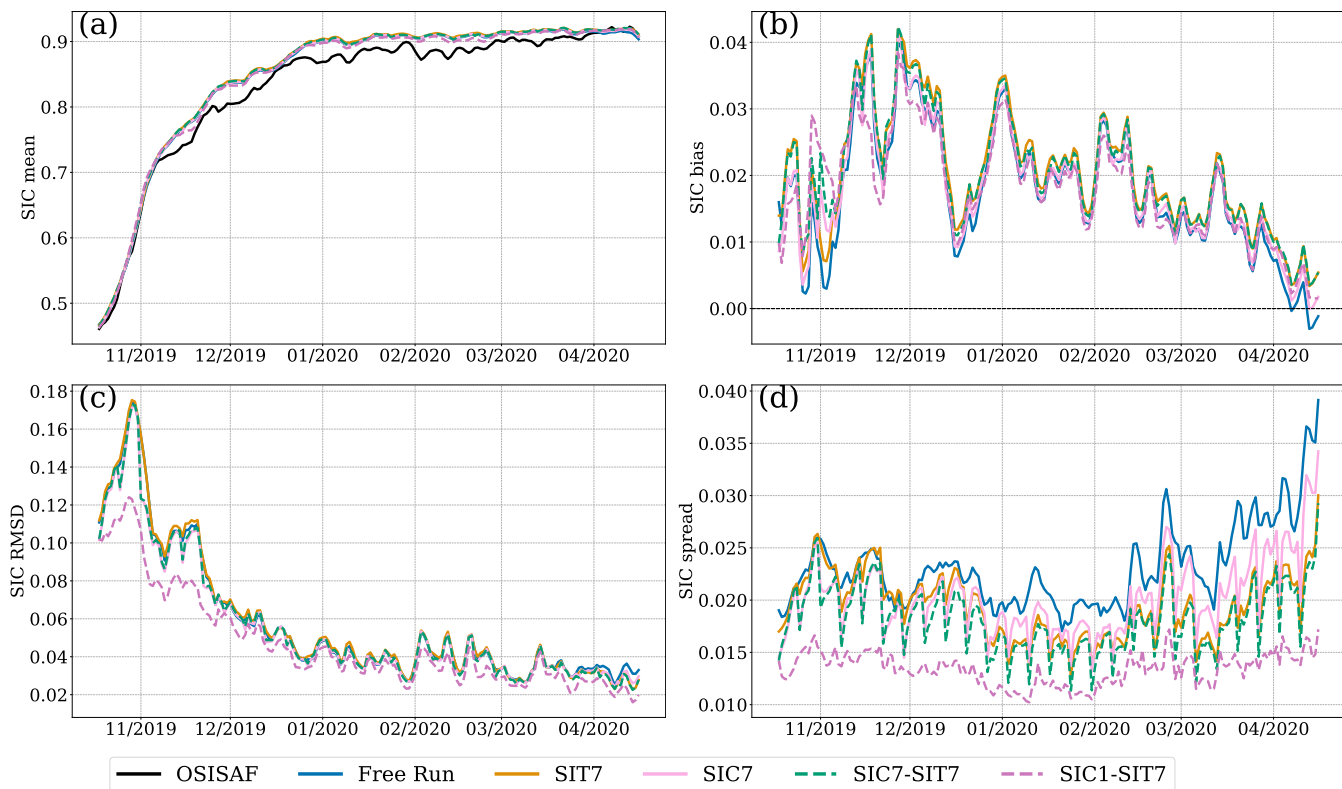 (a)
SIC mean
0.9
0.8
0.7
0.6
0.5
11/2019 12/2019 01/2020 02/2020 03/2020 04/2020
(b)
SIC bias
0.04
0.03
0.02
0.01
0.00
11/2019 12/2019 01/2020 02/2020 03/2020 04/2020
(c)
SIC RMSD
0.18
0.16
0.14
0.12
0.10
0.08
0.06
0.04
0.02
11/2019 12/2019 01/2020 02/2020 03/2020 04/2020
(d)
SIC spread
0.040
0.035
0.030
0.025
0.020
0.015
0.010
11/2019 12/2019 01/2020 02/2020 03/2020 04/2020
OSISAF Free Run SIT7 SIC7 SIC7-SIT7 SIC1-SIT7